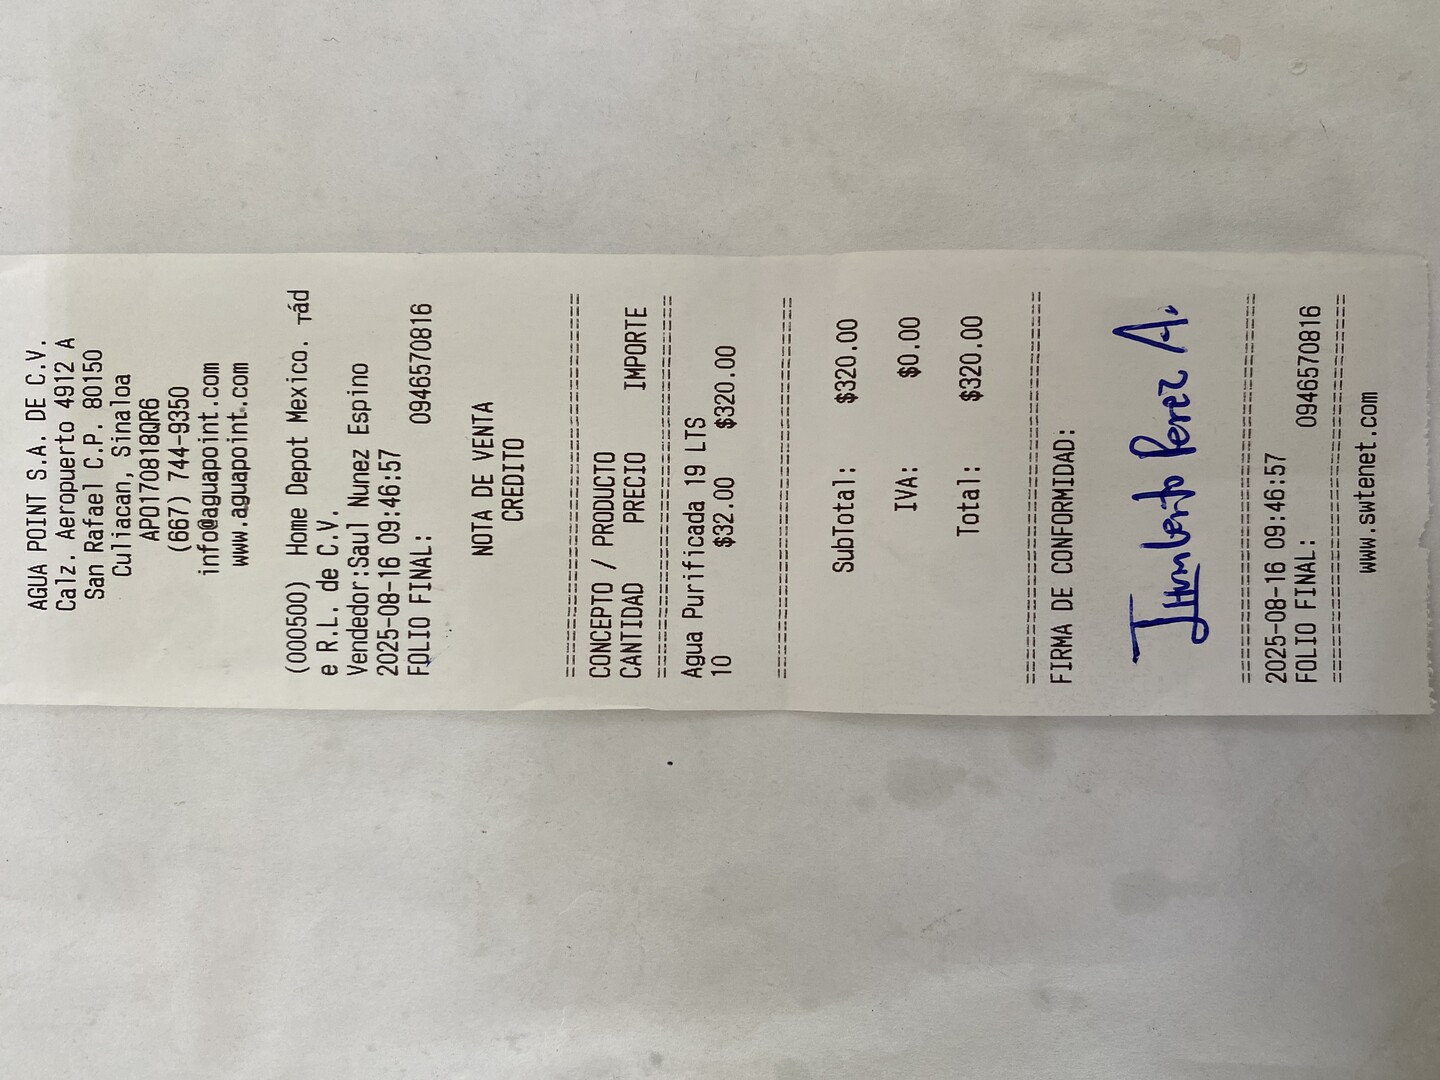 AGUA POINT S.A. DE C.V.
Calz. Aeropuerto 4912 A
San Rafael C.P. 80150
Culiacan, Sinaloa
APO170818QR6
(667) 744-9350
info@aguapoint.com
www.aguapoint.com
(000500) Home Depot Mexico. Tád
e R.L. de C.V.
Vendedor:Saul Nunez Espino
2025-08-16 09:46:57
FOLIO FINAL: 0946570816
NOTA DE VENTA
CREDITO
==============================
CONCEPTO / PRODUCTO
CANTIDAD PRECIO IMPORTE
==============================
Agua Purificada 19 LTS
10 $32.00 $320.00
==============================
SubTotal: $320.00
IVA: $0.00
Total: $320.00
==============================
FIRMA DE CONFORMIDAD:
Humberto Perez A.
==============================
2025-08-16 09:46:57
FOLIO FINAL: 0946570816
==============================
www.swtenet.com